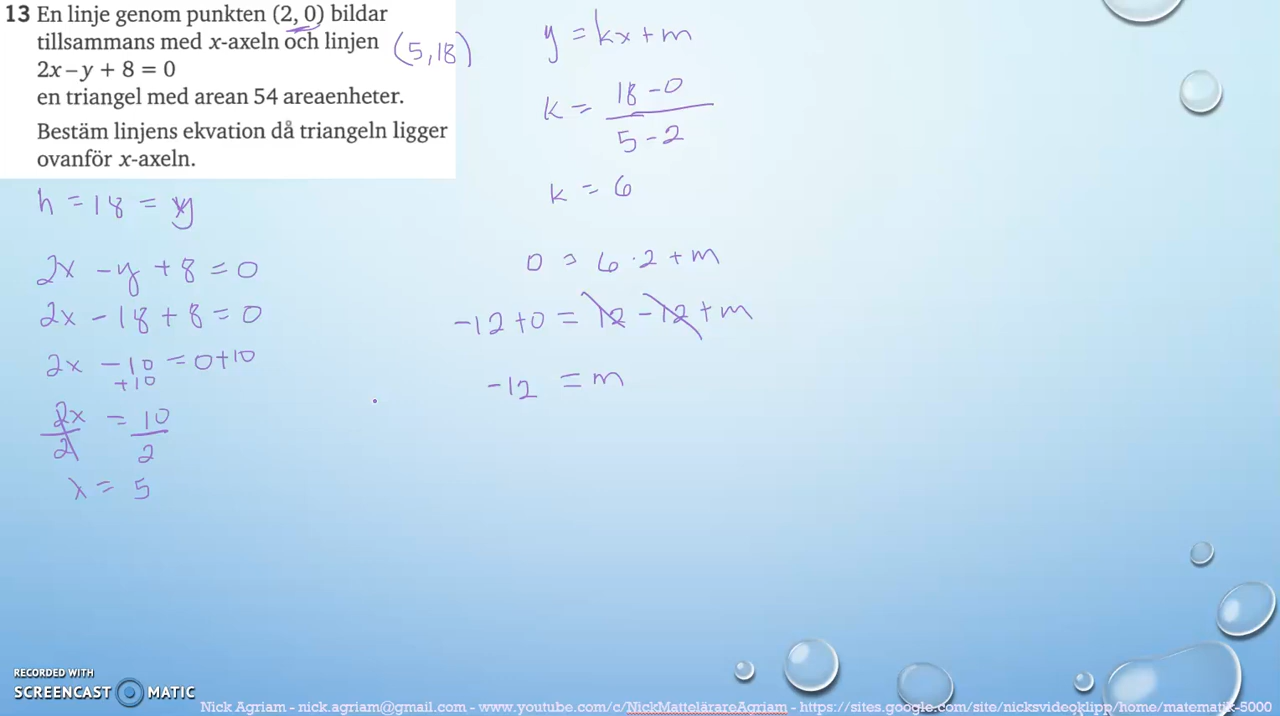 13 En linje genom punkten (2, 0) bildar
tillsammans med x-axeln och linjen
2x – y + 8 = 0
en triangel med arean 54 areaenheter.
Bestäm linjens ekvation då triangeln ligger
ovanför x-axeln.
(5,18)
h = 18 = y
2x - y + 8 = 0
2x - 18 + 8 = 0
2x - 10 = 0 + 10
+10
2x/2 = 10/2
x = 5
y = kx + m
k = (18 - 0)/(5 - 2)
k = 6
0 = 6 · 2 + m
-12 + 0 = 12 - 12 + m
-12 = m
RECORDED WITH
SCREENCAST MATIC
Nick Agriam - nick.agriam@gmail.com - www.youtube.com/c/NickMattelärareAgriam - https://sites.google.com/site/nicksvideoklipp/home/matematik-5000